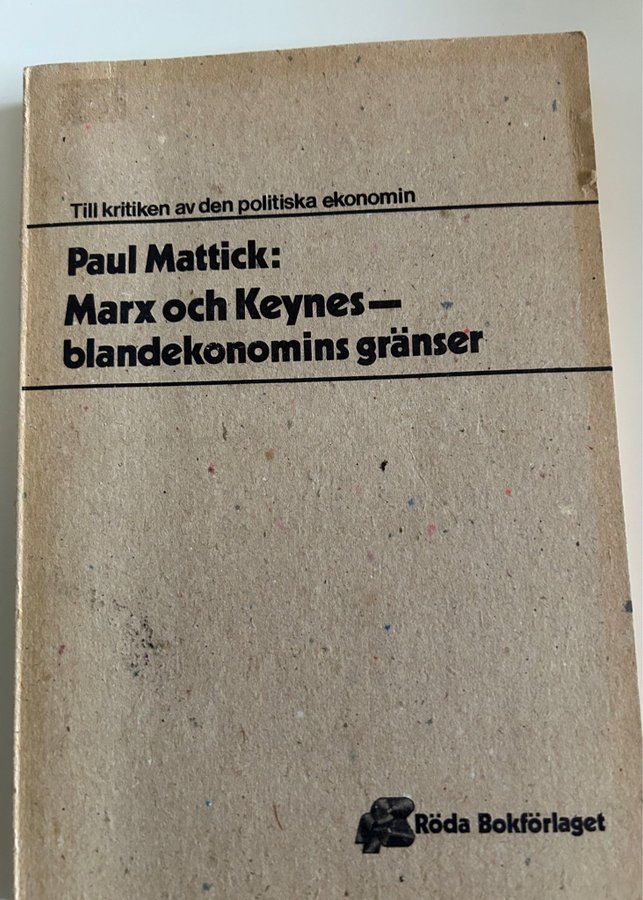 Till kritiken av den politiska ekonomin
Paul Mattick:
Marx och Keynes—
blandekonomins gränser
Röda Bokförlaget